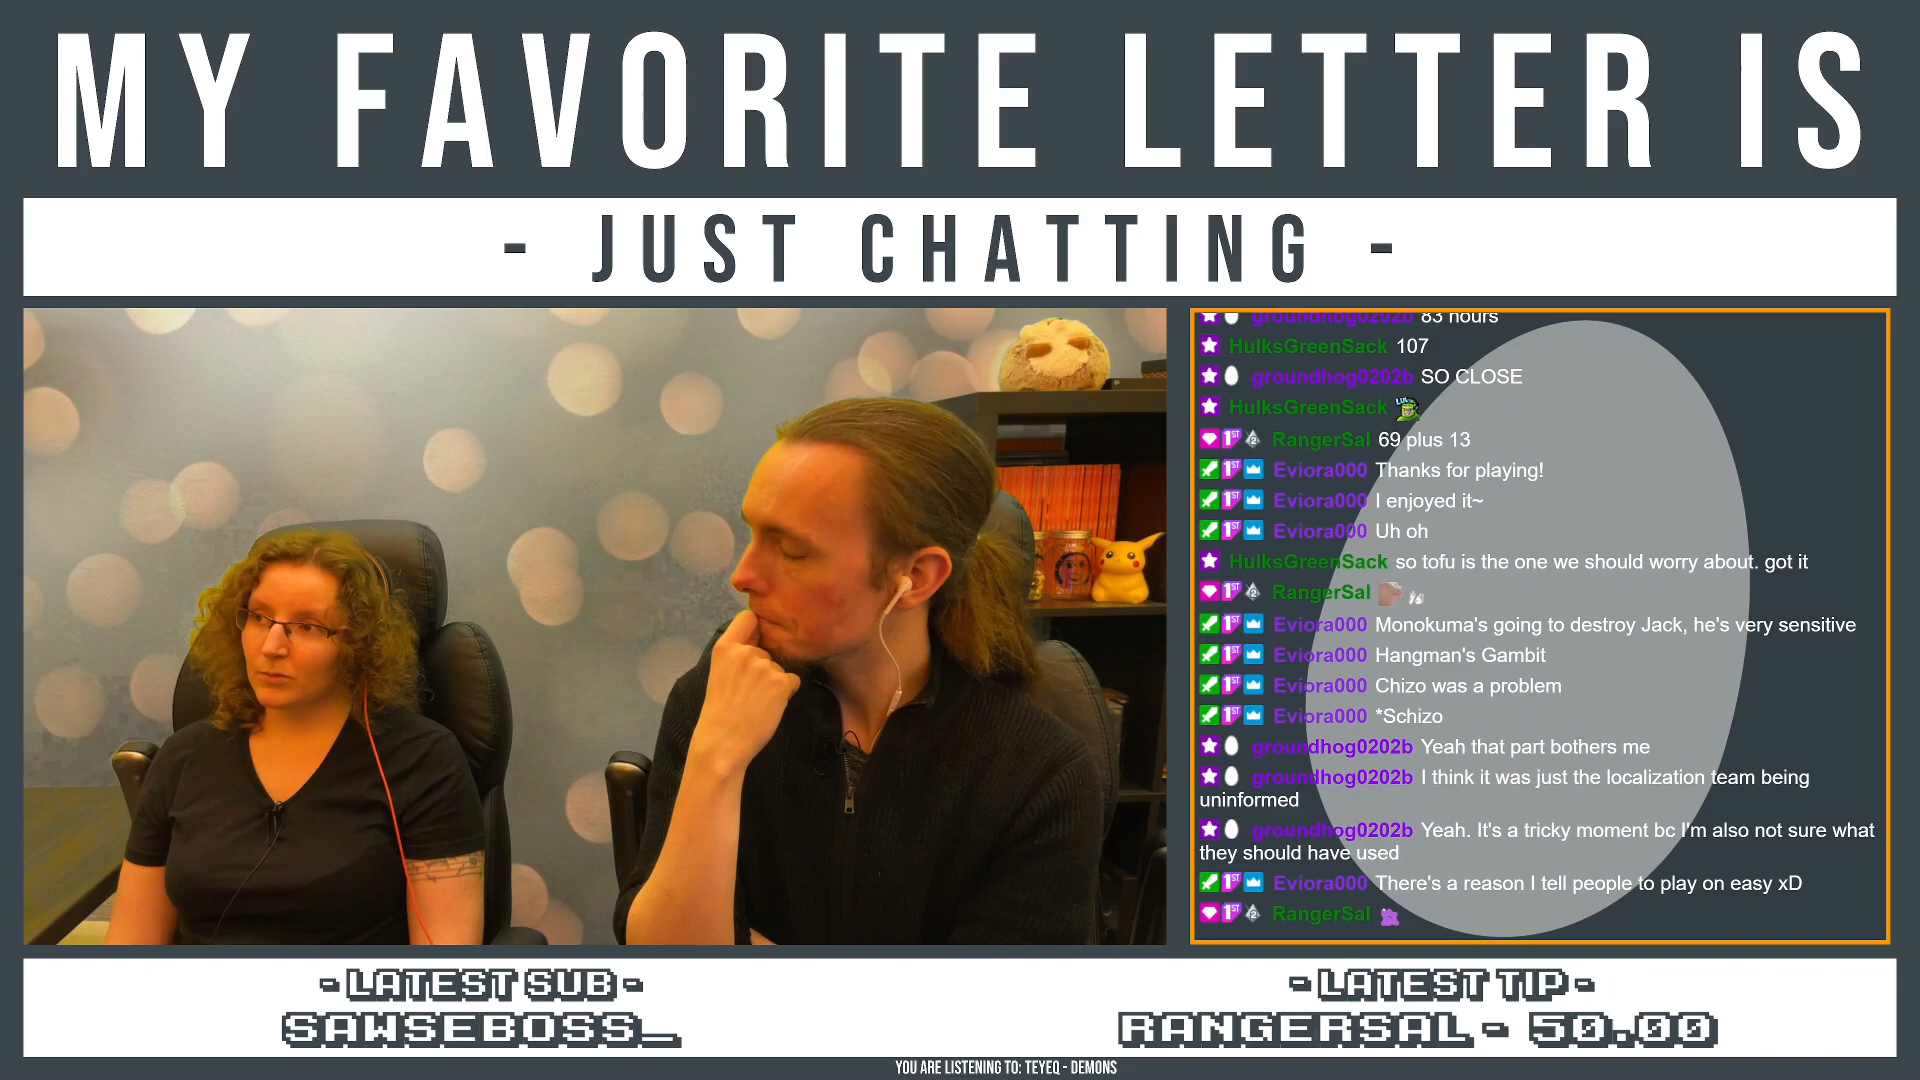 MY FAVORITE LETTER IS
- JUST CHATTING -
groundhog0202b 83 hours
HulksGreenSack 107
groundhog0202b SO CLOSE
HulksGreenSack
RangerSal 69 plus 13
Eviora000 Thanks for playing!
Eviora000 I enjoyed it~
Eviora000 Uh oh
HulksGreenSack so tofu is the one we should worry about. got it
RangerSal
Eviora000 Monokuma's going to destroy Jack, he's very sensitive
Eviora000 Hangman's Gambit
Eviora000 Chizo was a problem
Eviora000 *Schizo
groundhog0202b Yeah that part bothers me
groundhog0202b I think it was just the localization team being
uninformed
groundhog0202b Yeah. It's a tricky moment bc I'm also not sure what
they should have used
Eviora000 There's a reason I tell people to play on easy xD
RangerSal
- LATEST SUB -
SAWSEBOSS_
- LATEST TIP -
RANGERSAL - 50.00
YOU ARE LISTENING TO: TEYEQ - DEMONS